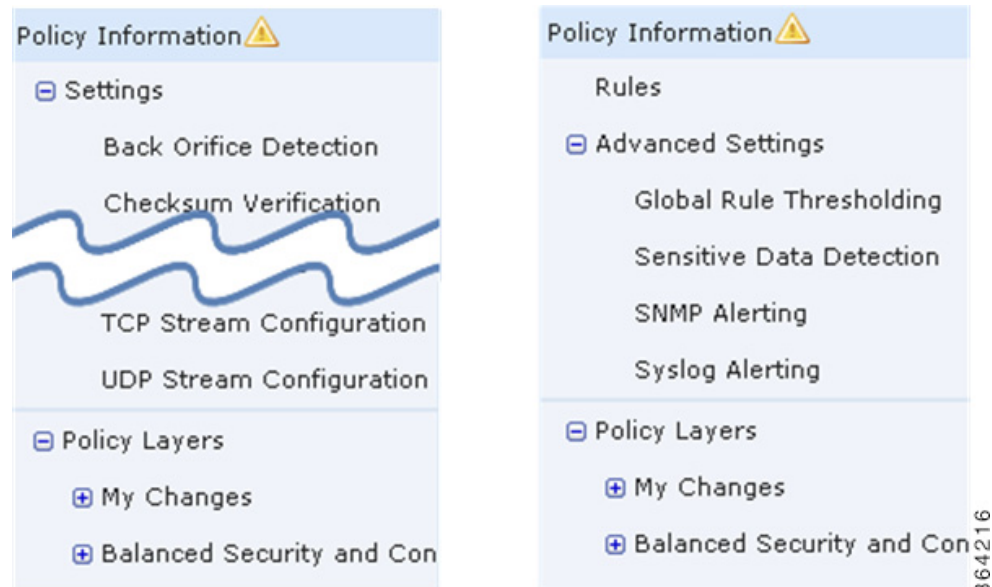 Policy Information
Settings
Back Orifice Detection
Checksum Verification
TCP Stream Configuration
UDP Stream Configuration
Policy Layers
My Changes
Balanced Security and Con
Policy Information
Rules
Advanced Settings
Global Rule Thresholding
Sensitive Data Detection
SNMP Alerting
Syslog Alerting
Policy Layers
My Changes
Balanced Security and Con
364216